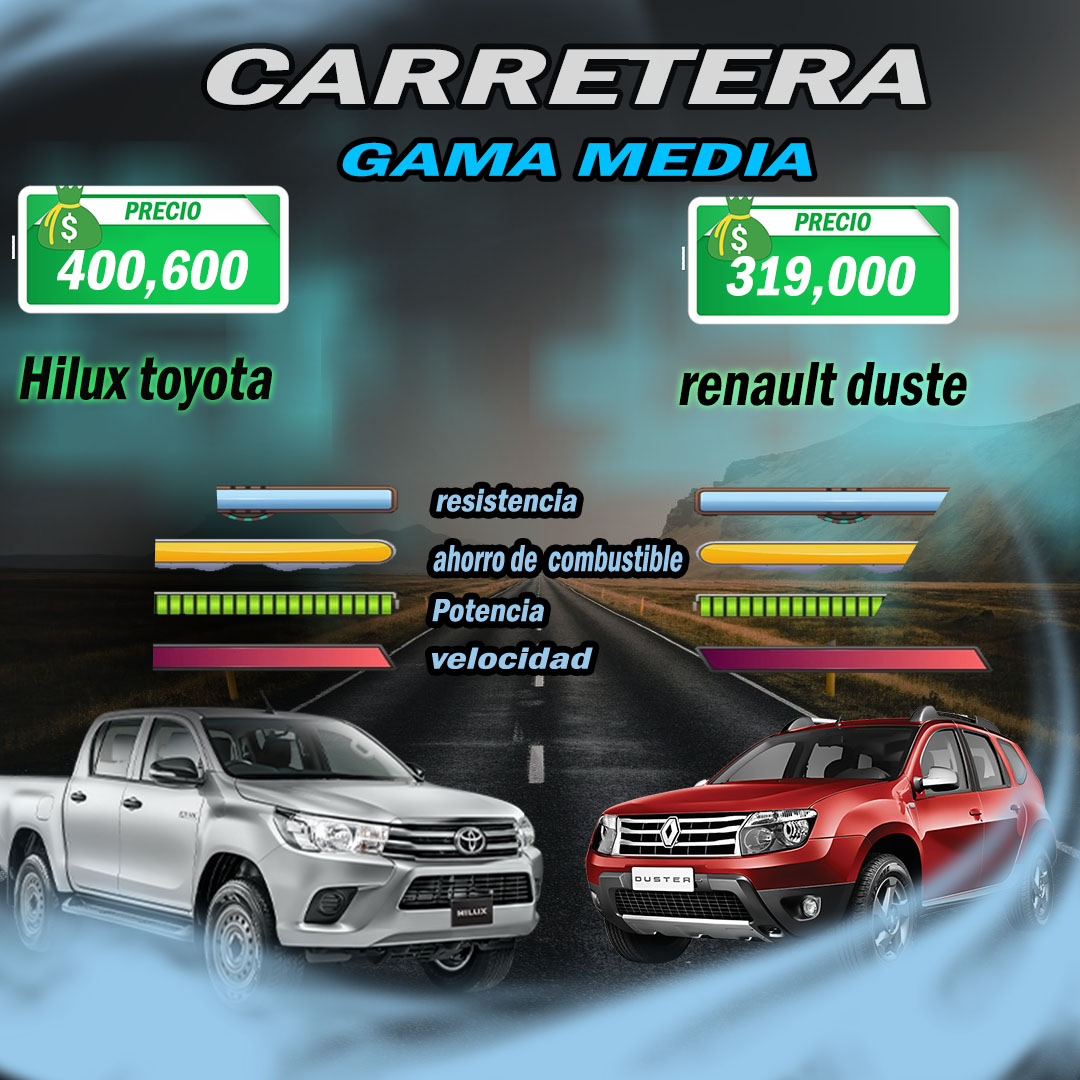 CARRETERA
GAMA MEDIA
PRECIO
$
400,600
PRECIO
$
319,000
Hilux toyota
renault duste
resistencia
ahorro de combustible
Potencia
velocidad
HILUX
DUSTER